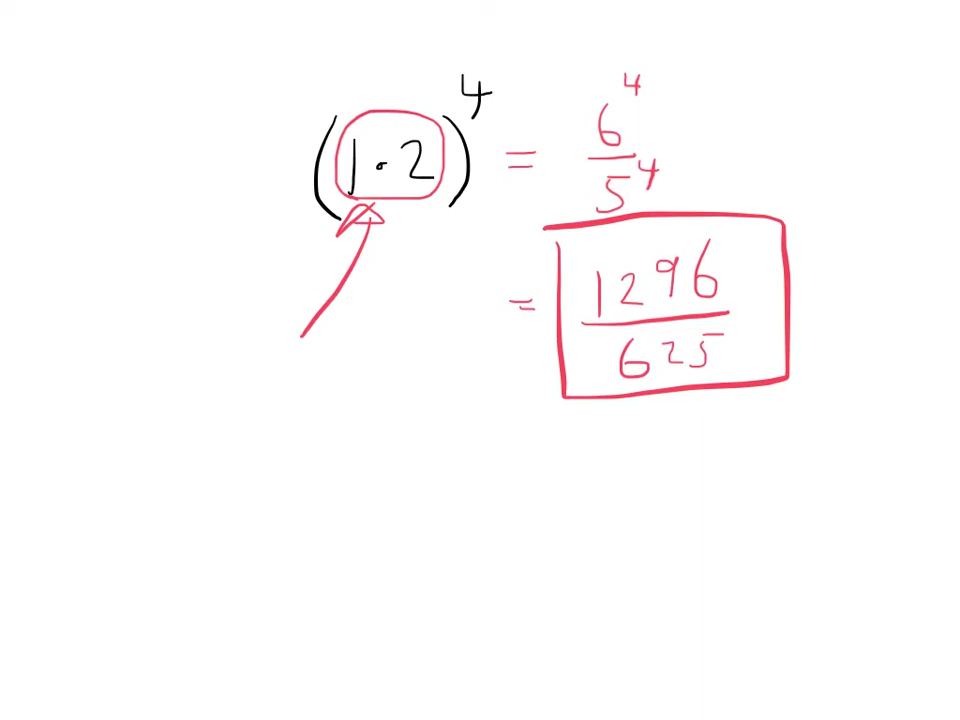 (1.2)^4 = 6^4/5^4
= 1296/625